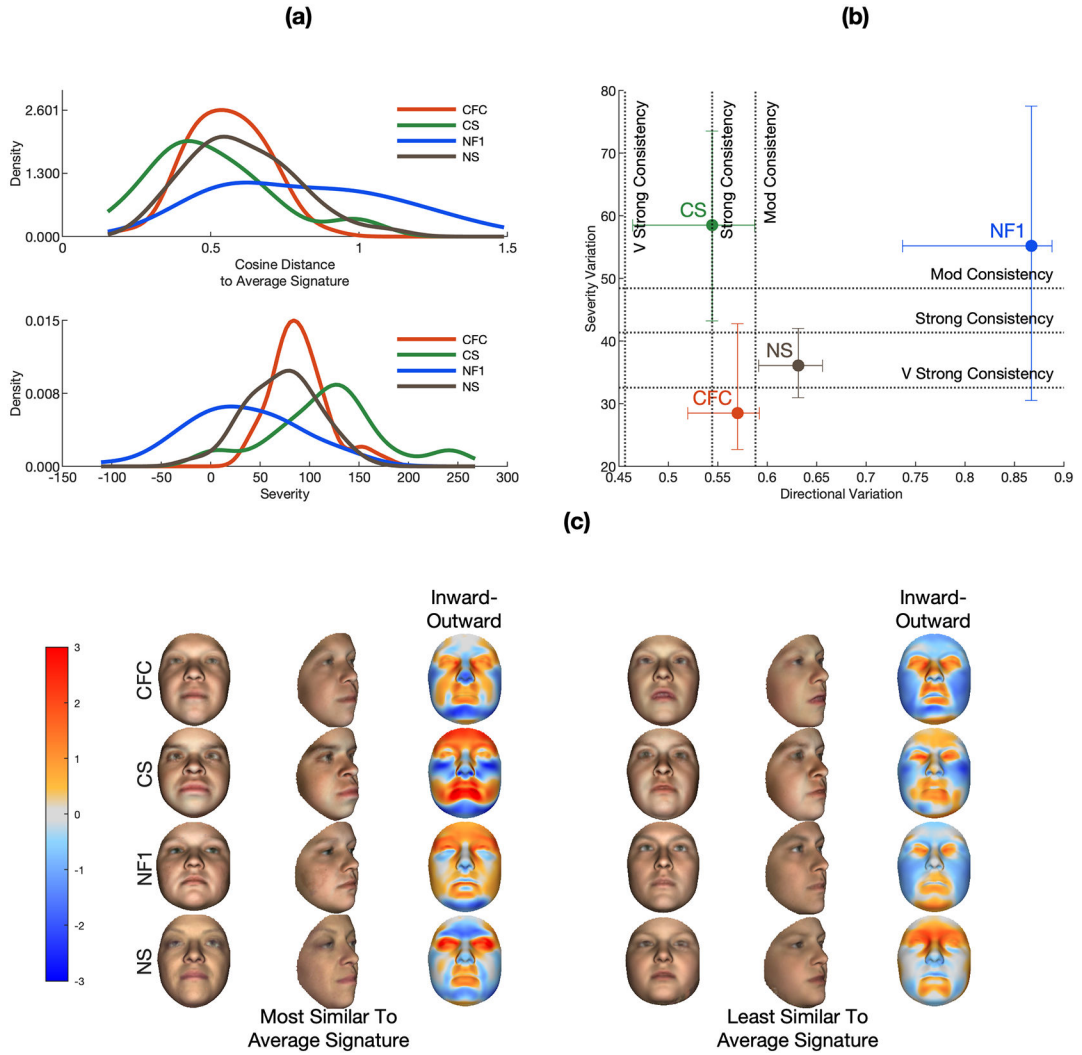 (a)
2.601
1.300
0.000
Density
CFC
CS
NF1
NS
0
0.5
1
1.5
Cosine Distance
to Average Signature
0.015
0.008
0.000
Density
CFC
CS
NF1
NS
-150
-100
-50
0
50
100
150
200
250
300
Severity
(b)
80
70
60
50
40
30
20
Severity Variation
V Strong Consistency
Strong Consistency
Mod Consistency
CS
NF1
Mod Consistency
Strong Consistency
NS
V Strong Consistency
CFC
0.45
0.5
0.55
0.6
0.65
0.7
0.75
0.8
0.85
0.9
Directional Variation
(c)
Inward-
Outward
Inward-
Outward
3
2
1
0
-1
-2
-3
CFC
CS
NF1
NS
Most Similar To
Average Signature
Least Similar To
Average Signature